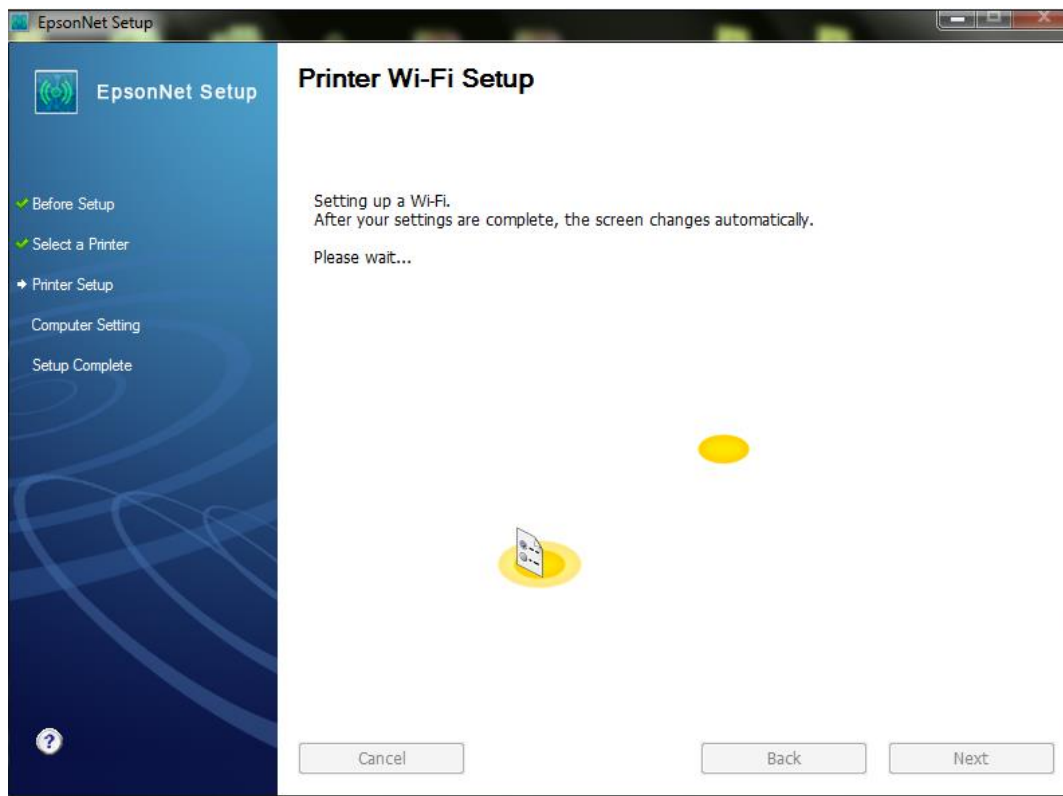 EpsonNet Setup
EpsonNet Setup
Before Setup
Select a Printer
Printer Setup
Computer Setting
Setup Complete
?
Printer Wi-Fi Setup
Setting up a Wi-Fi.
After your settings are complete, the screen changes automatically.
Please wait...
Cancel
Back
Next